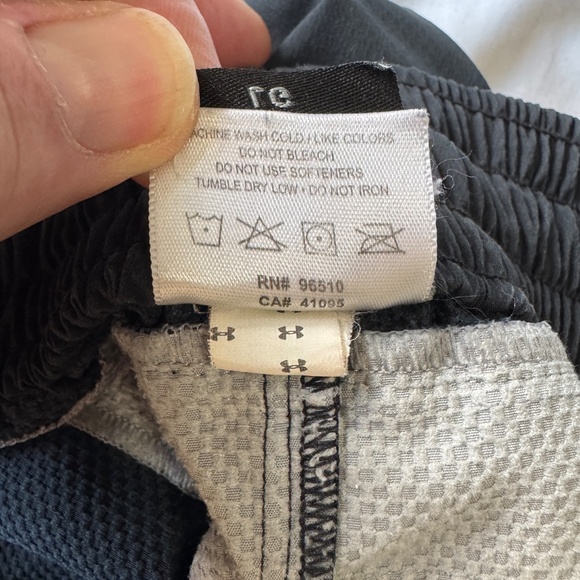 MACHINE WASH COLD / LIKE COLORS
DO NOT BLEACH
DO NOT USE SOFTENERS
TUMBLE DRY LOW • DO NOT IRON
RN# 96510
CA# 41095